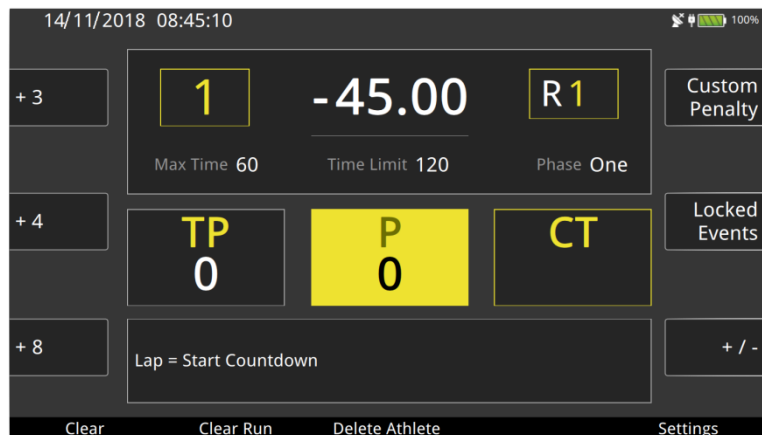 14/11/2018 08:45:10 100%
+ 3
1 -45.00 R 1
Custom
Penalty
Max Time 60 Time Limit 120 Phase One
+ 4
TP P CT
0 0
Locked
Events
+ 8
Lap = Start Countdown
+ / -
Clear Clear Run Delete Athlete Settings